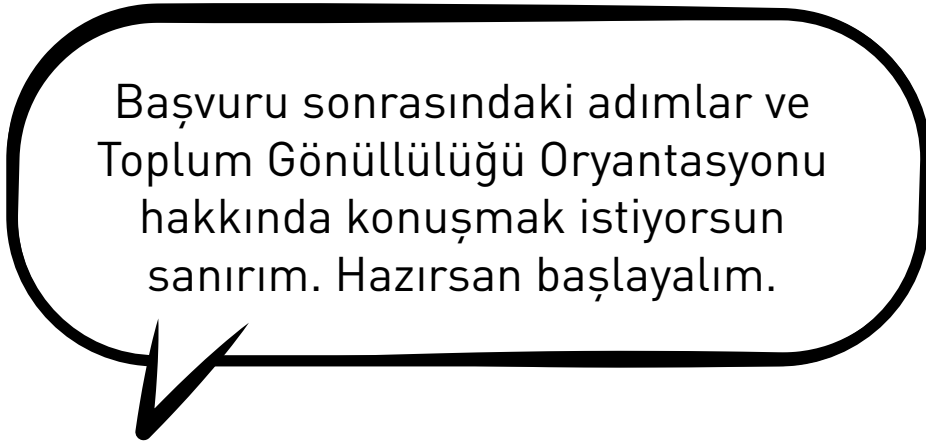 Başvuru sonrasındaki adımlar ve
Toplum Gönüllülüğü Oryantasyonu
hakkında konuşmak istiyorsun
sanırım. Hazırsan başlayalım.